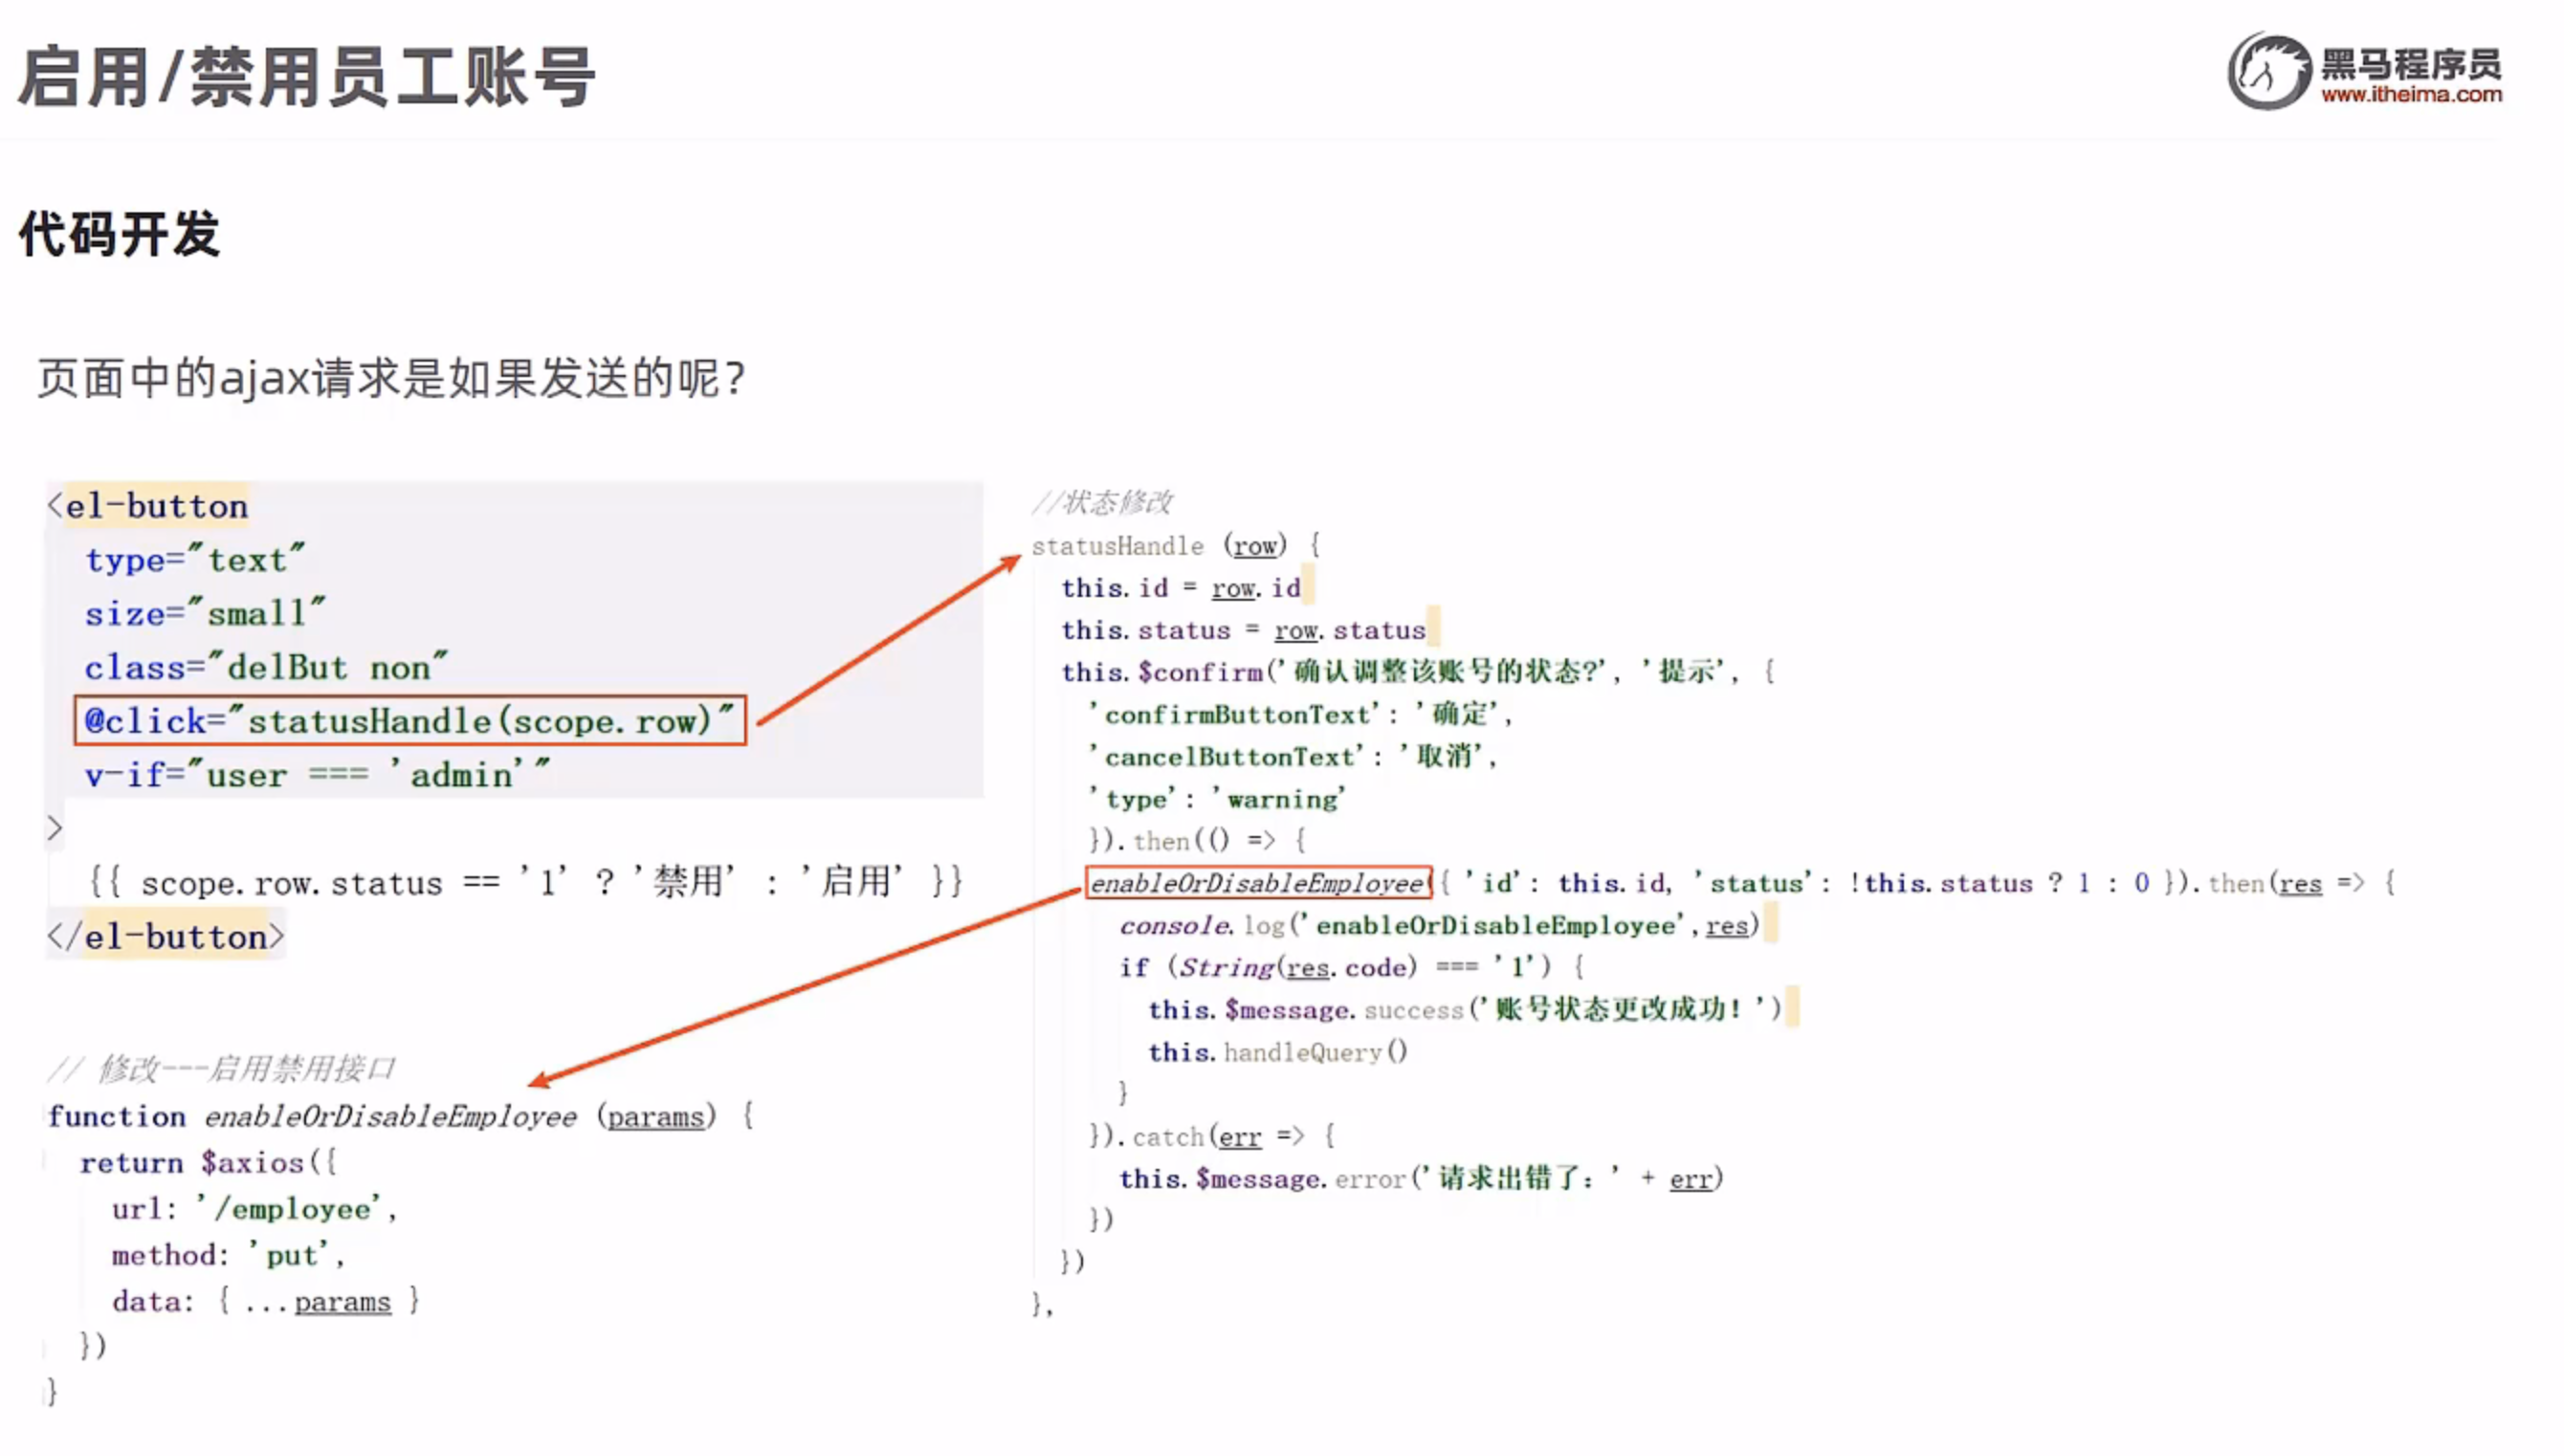 启用/禁用员工账号
黑马程序员
www.itheima.com
代码开发
页面中的ajax请求是如果发送的呢?
<el-button
type="text"
size="small"
class="delBut non"
@click="statusHandle(scope.row)"
v-if="user === 'admin'"
>
{{ scope.row.status == '1' ? '禁用' : '启用' }}
</el-button>
// 修改---启用禁用接口
function enableOrDisableEmployee (params) {
return $axios({
url: '/employee',
method: 'put',
data: { ...params }
})
}
//状态修改
statusHandle (row) {
this.id = row.id
this.status = row.status
this.$confirm('确认调整该账号的状态?', '提示', {
'confirmButtonText': '确定',
'cancelButtonText': '取消',
'type': 'warning'
}).then(() => {
enableOrDisableEmployee({ 'id': this.id, 'status': !this.status ? 1 : 0 }).then(res => {
console.log('enableOrDisableEmployee',res)
if (String(res.code) === '1') {
this.$message.success('账号状态更改成功！')
this.handleQuery()
}
}).catch(err => {
this.$message.error('请求出错了：' + err)
})
})
},